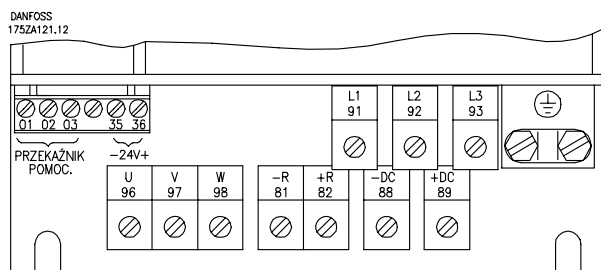 DANFOSS
175ZA121.12
L1 L2 L3
91 92 93
01 02 03 35 36
PRZEKAŹNIK
POMOC.
-24V+
U V W -R +R -DC +DC
96 97 98 81 82 88 89